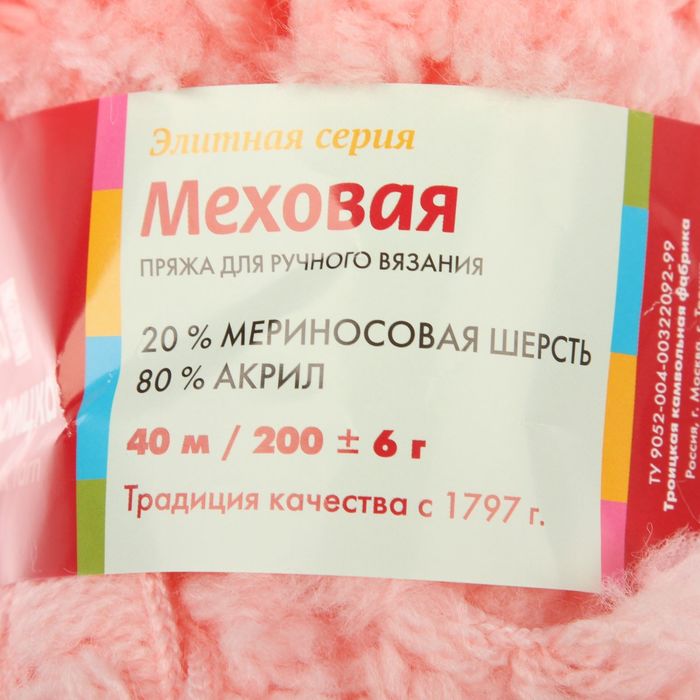 Элитная серия
Меховая
ПРЯЖА ДЛЯ РУЧНОГО ВЯЗАНИЯ
20 % МЕРИНОСОВАЯ ШЕРСТЬ
80 % АКРИЛ
40 м / 200 ± 6 г
Традиция качества с 1797 г.
ТУ 9052-004-00322092-99
Троицкая камвольная фабрика
Россия, г. Москва